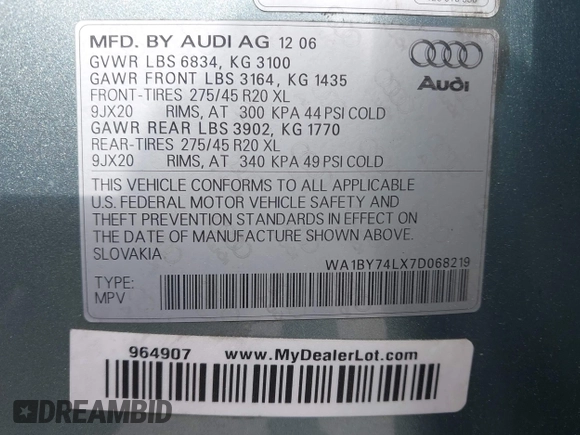 MFD. BY AUDI AG 12 06
GVWR LBS 6834, KG 3100
GAWR FRONT LBS 3164, KG 1435
FRONT-TIRES 275/45 R20 XL
9JX20 RIMS, AT 300 KPA 44 PSI COLD
GAWR REAR LBS 3902, KG 1770
REAR-TIRES 275/45 R20 XL
9JX20 RIMS, AT 340 KPA 49 PSI COLD
Audi
THIS VEHICLE CONFORMS TO ALL APPLICABLE
U.S. FEDERAL MOTOR VEHICLE SAFETY AND
THEFT PREVENTION STANDARDS IN EFFECT ON
THE DATE OF MANUFACTURE SHOWN ABOVE.
SLOVAKIA
WA1BY74LX7D068219
TYPE:
MPV
964907 www.MyDealerLot.com
DREAMBID